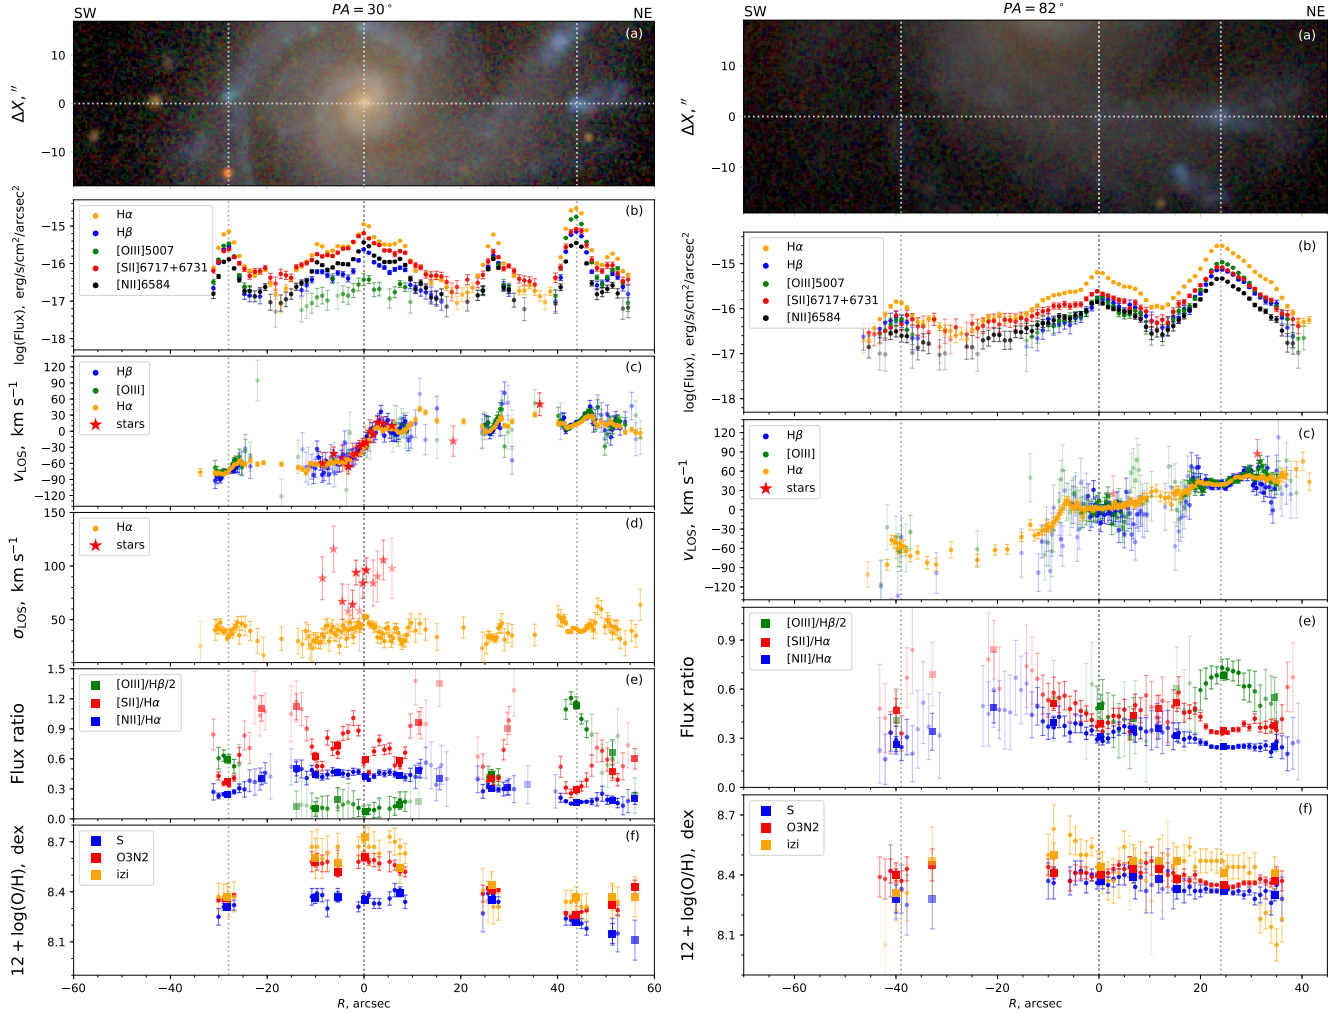 SW
PA = 30°
NE
(a)
10
0
−10
ΔX, ″
(b)
Hα
Hβ
[OIII]5007
[SII]6717+6731
[NII]6584
−15
−16
−17
−18
log(Flux), erg/s/cm²/arcsec²
(c)
Hβ
[OIII]
Hα
stars
120
90
60
30
0
−30
−60
−90
−120
vLOS, km s⁻¹
(d)
Hα
stars
150
100
50
σLOS, km s⁻¹
(e)
[OIII]/Hβ/2
[SII]/Hα
[NII]/Hα
1.5
1.2
0.9
0.6
0.3
0.0
Flux ratio
(f)
S
O3N2
izi
8.7
8.4
8.1
12 + log(O/H), dex
−60
−40
−20
0
20
40
60
R, arcsec
SW
PA = 82°
NE
(a)
10
0
−10
ΔX, ″
(b)
Hα
Hβ
[OIII]5007
[SII]6717+6731
[NII]6584
−15
−16
−17
−18
log(Flux), erg/s/cm²/arcsec²
(c)
Hβ
[OIII]
Hα
stars
120
90
60
30
0
−30
−60
−90
−120
vLOS, km s⁻¹
(e)
[OIII]/Hβ/2
[SII]/Hα
[NII]/Hα
0.9
0.6
0.3
0.0
Flux ratio
(f)
S
O3N2
izi
8.7
8.4
8.1
12 + log(O/H), dex
−60
−40
−20
0
20
40
R, arcsec